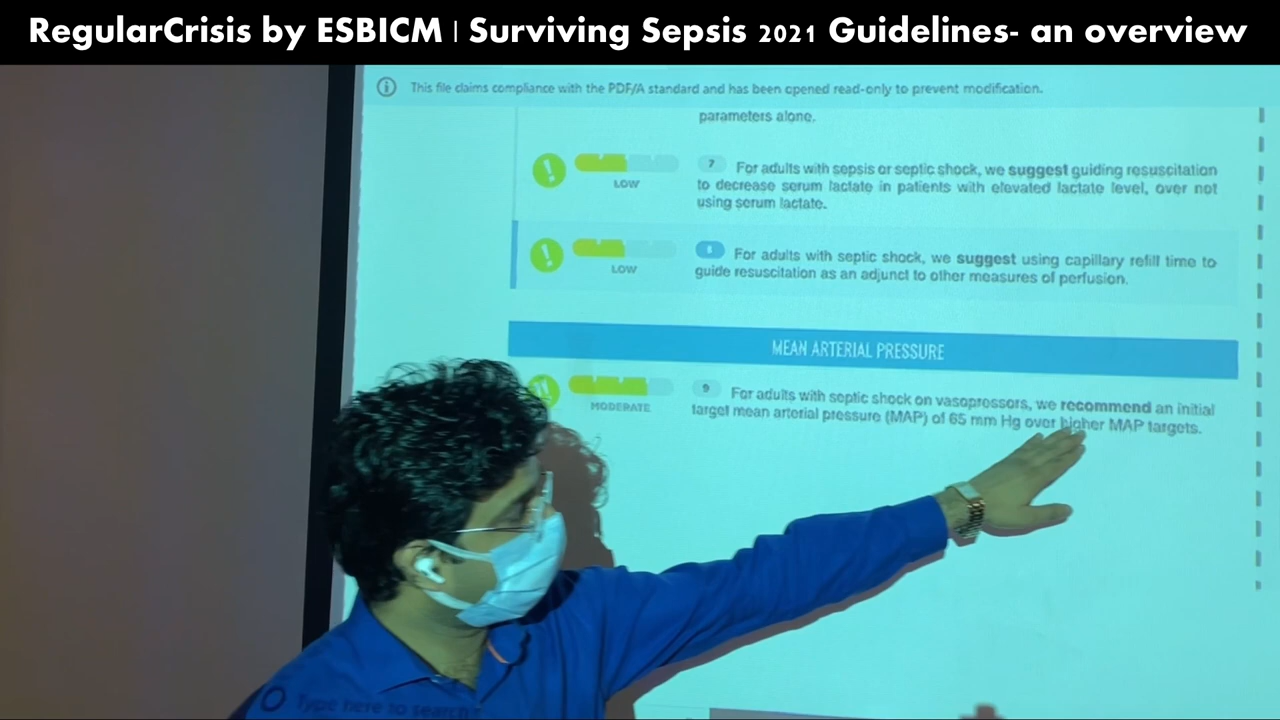 RegularCrisis by ESBICM | Surviving Sepsis 2021 Guidelines- an overview
This file claims compliance with the PDF/A standard and has been opened read-only to prevent modification.
parameters alone.
LOW
7 For adults with sepsis or septic shock, we suggest guiding resuscitation
to decrease serum lactate in patients with elevated lactate level, over not
using serum lactate.
LOW
8 For adults with septic shock, we suggest using capillary refill time to
guide resuscitation as an adjunct to other measures of perfusion.
MEAN ARTERIAL PRESSURE
MODERATE
9 For adults with septic shock on vasopressors, we recommend an initial
target mean arterial pressure (MAP) of 65 mm Hg over higher MAP targets.
Type here to search